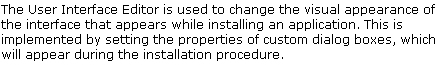 The User Interface Editor is used to change the visual appearance of
the interface that appears while installing an application. This is
implemented by setting the properties of custom dialog boxes, which
will appear during the installation procedure.